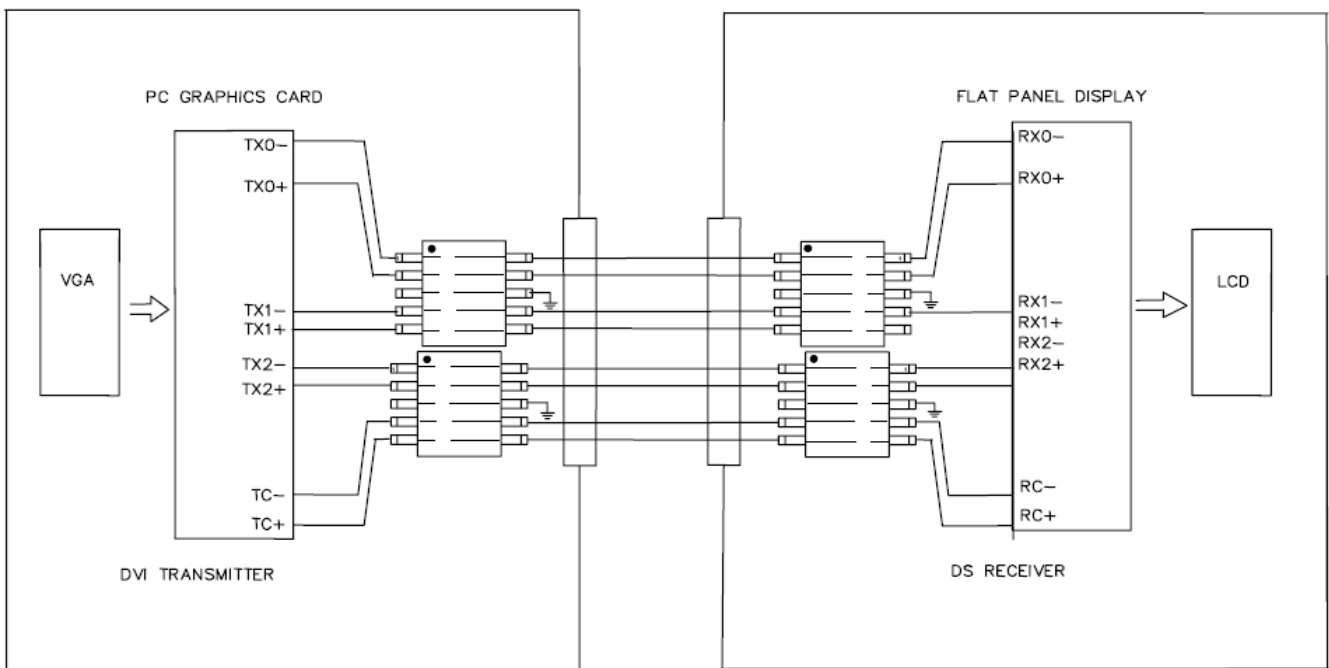 PC GRAPHICS CARD
TX0-
TX0+
VGA
TX1-
TX1+
TX2-
TX2+
TC-
TC+
DVI TRANSMITTER
FLAT PANEL DISPLAY
RX0-
RX0+
RX1-
RX1+
RX2-
RX2+
LCD
RC-
RC+
DS RECEIVER